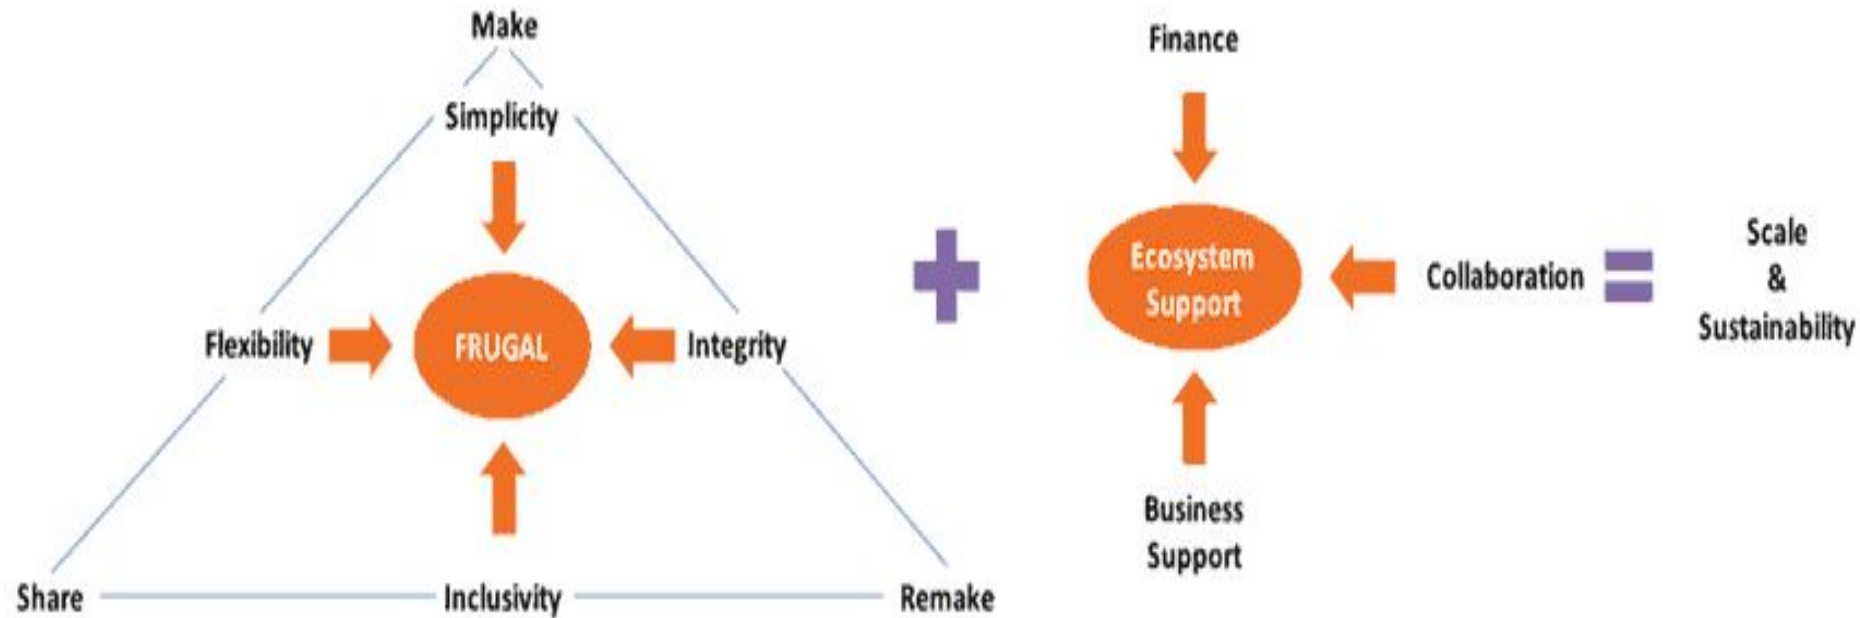 Make
Simplicity
Flexibility
FRUGAL
Integrity
Share
Inclusivity
Remake
Finance
Ecosystem
Support
Collaboration
Business
Support
Scale
&
Sustainability